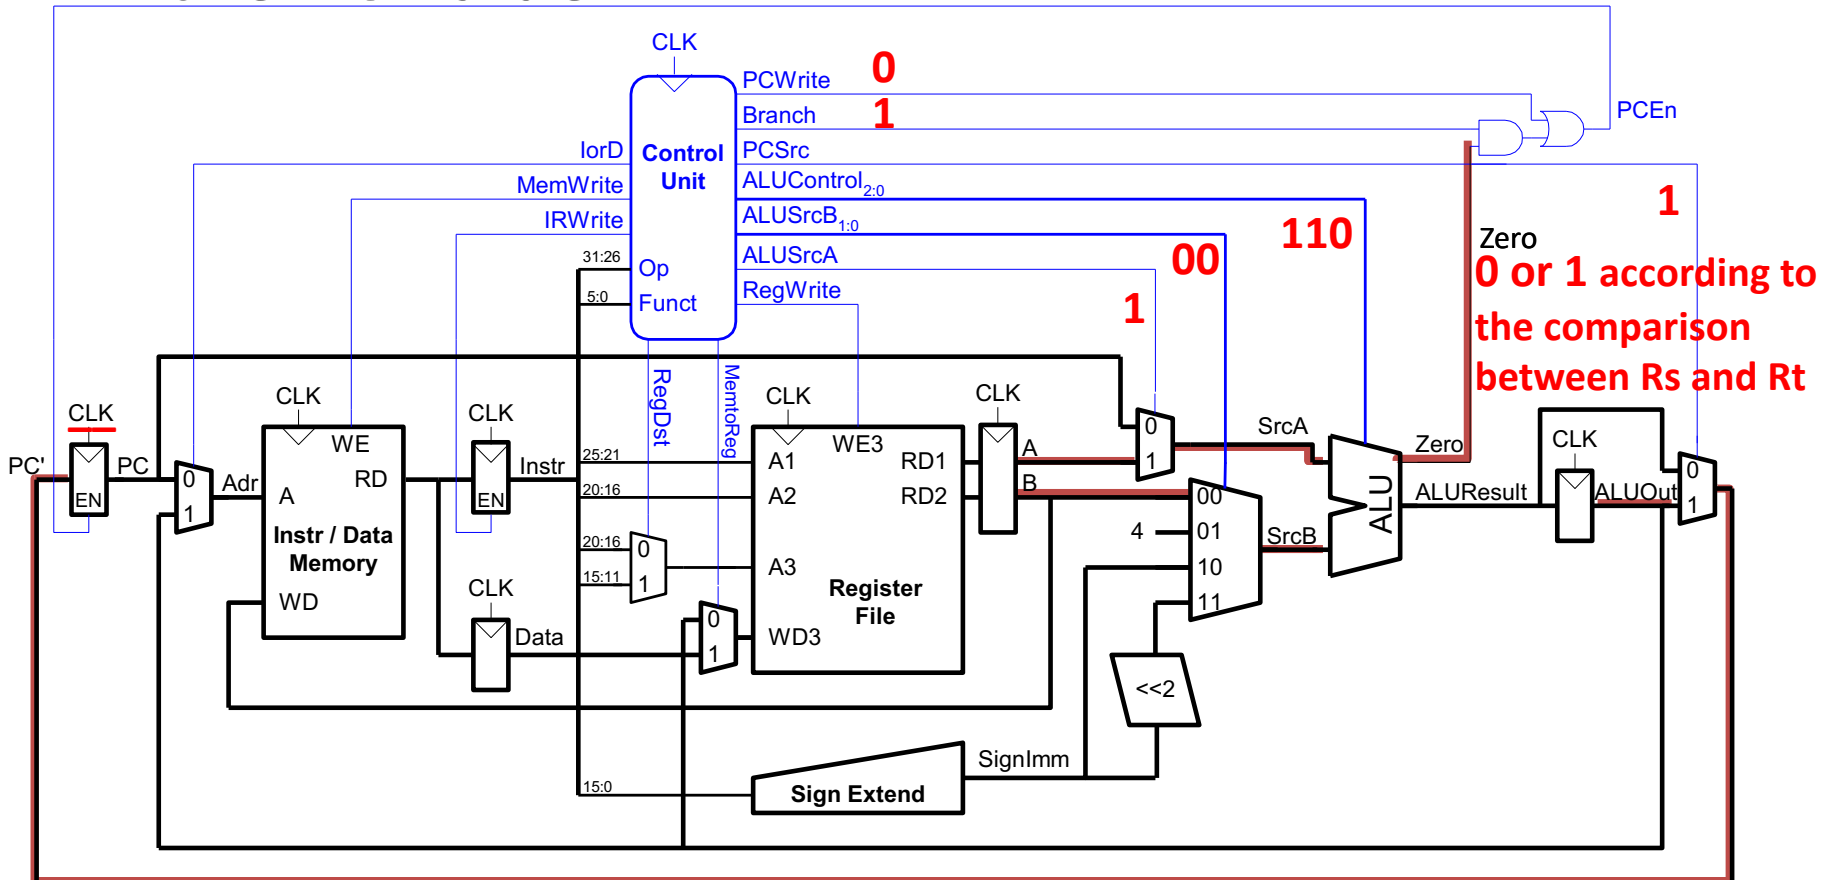 CLK
PCWrite 0
Branch 1
PCEn
IorD
Control
Unit
PCSrc
MemWrite
ALUControl2:0
IRWrite
ALUSrcB1:0
1
110
Zero
00
31:26
Op
ALUSrcA
0 or 1 according to
5:0
Funct
RegWrite
1
the comparison
between Rs and Rt
RegDst
MemtoReg
CLK
CLK
CLK
CLK
CLK
CLK
PC'
EN
PC
0
1
Adr
WE
RD
A
Instr / Data
Memory
WD
EN
Instr
25:21
20:16
20:16
15:11
0
1
CLK
Data
0
1
WE3
A1
RD1
A2
RD2
A3
Register
File
WD3
A
B
0
1
SrcA
00
4
01
10
11
SrcB
Zero
ALU
ALUResult
ALUOut
0
1
<<2
SignImm
15:0
Sign Extend